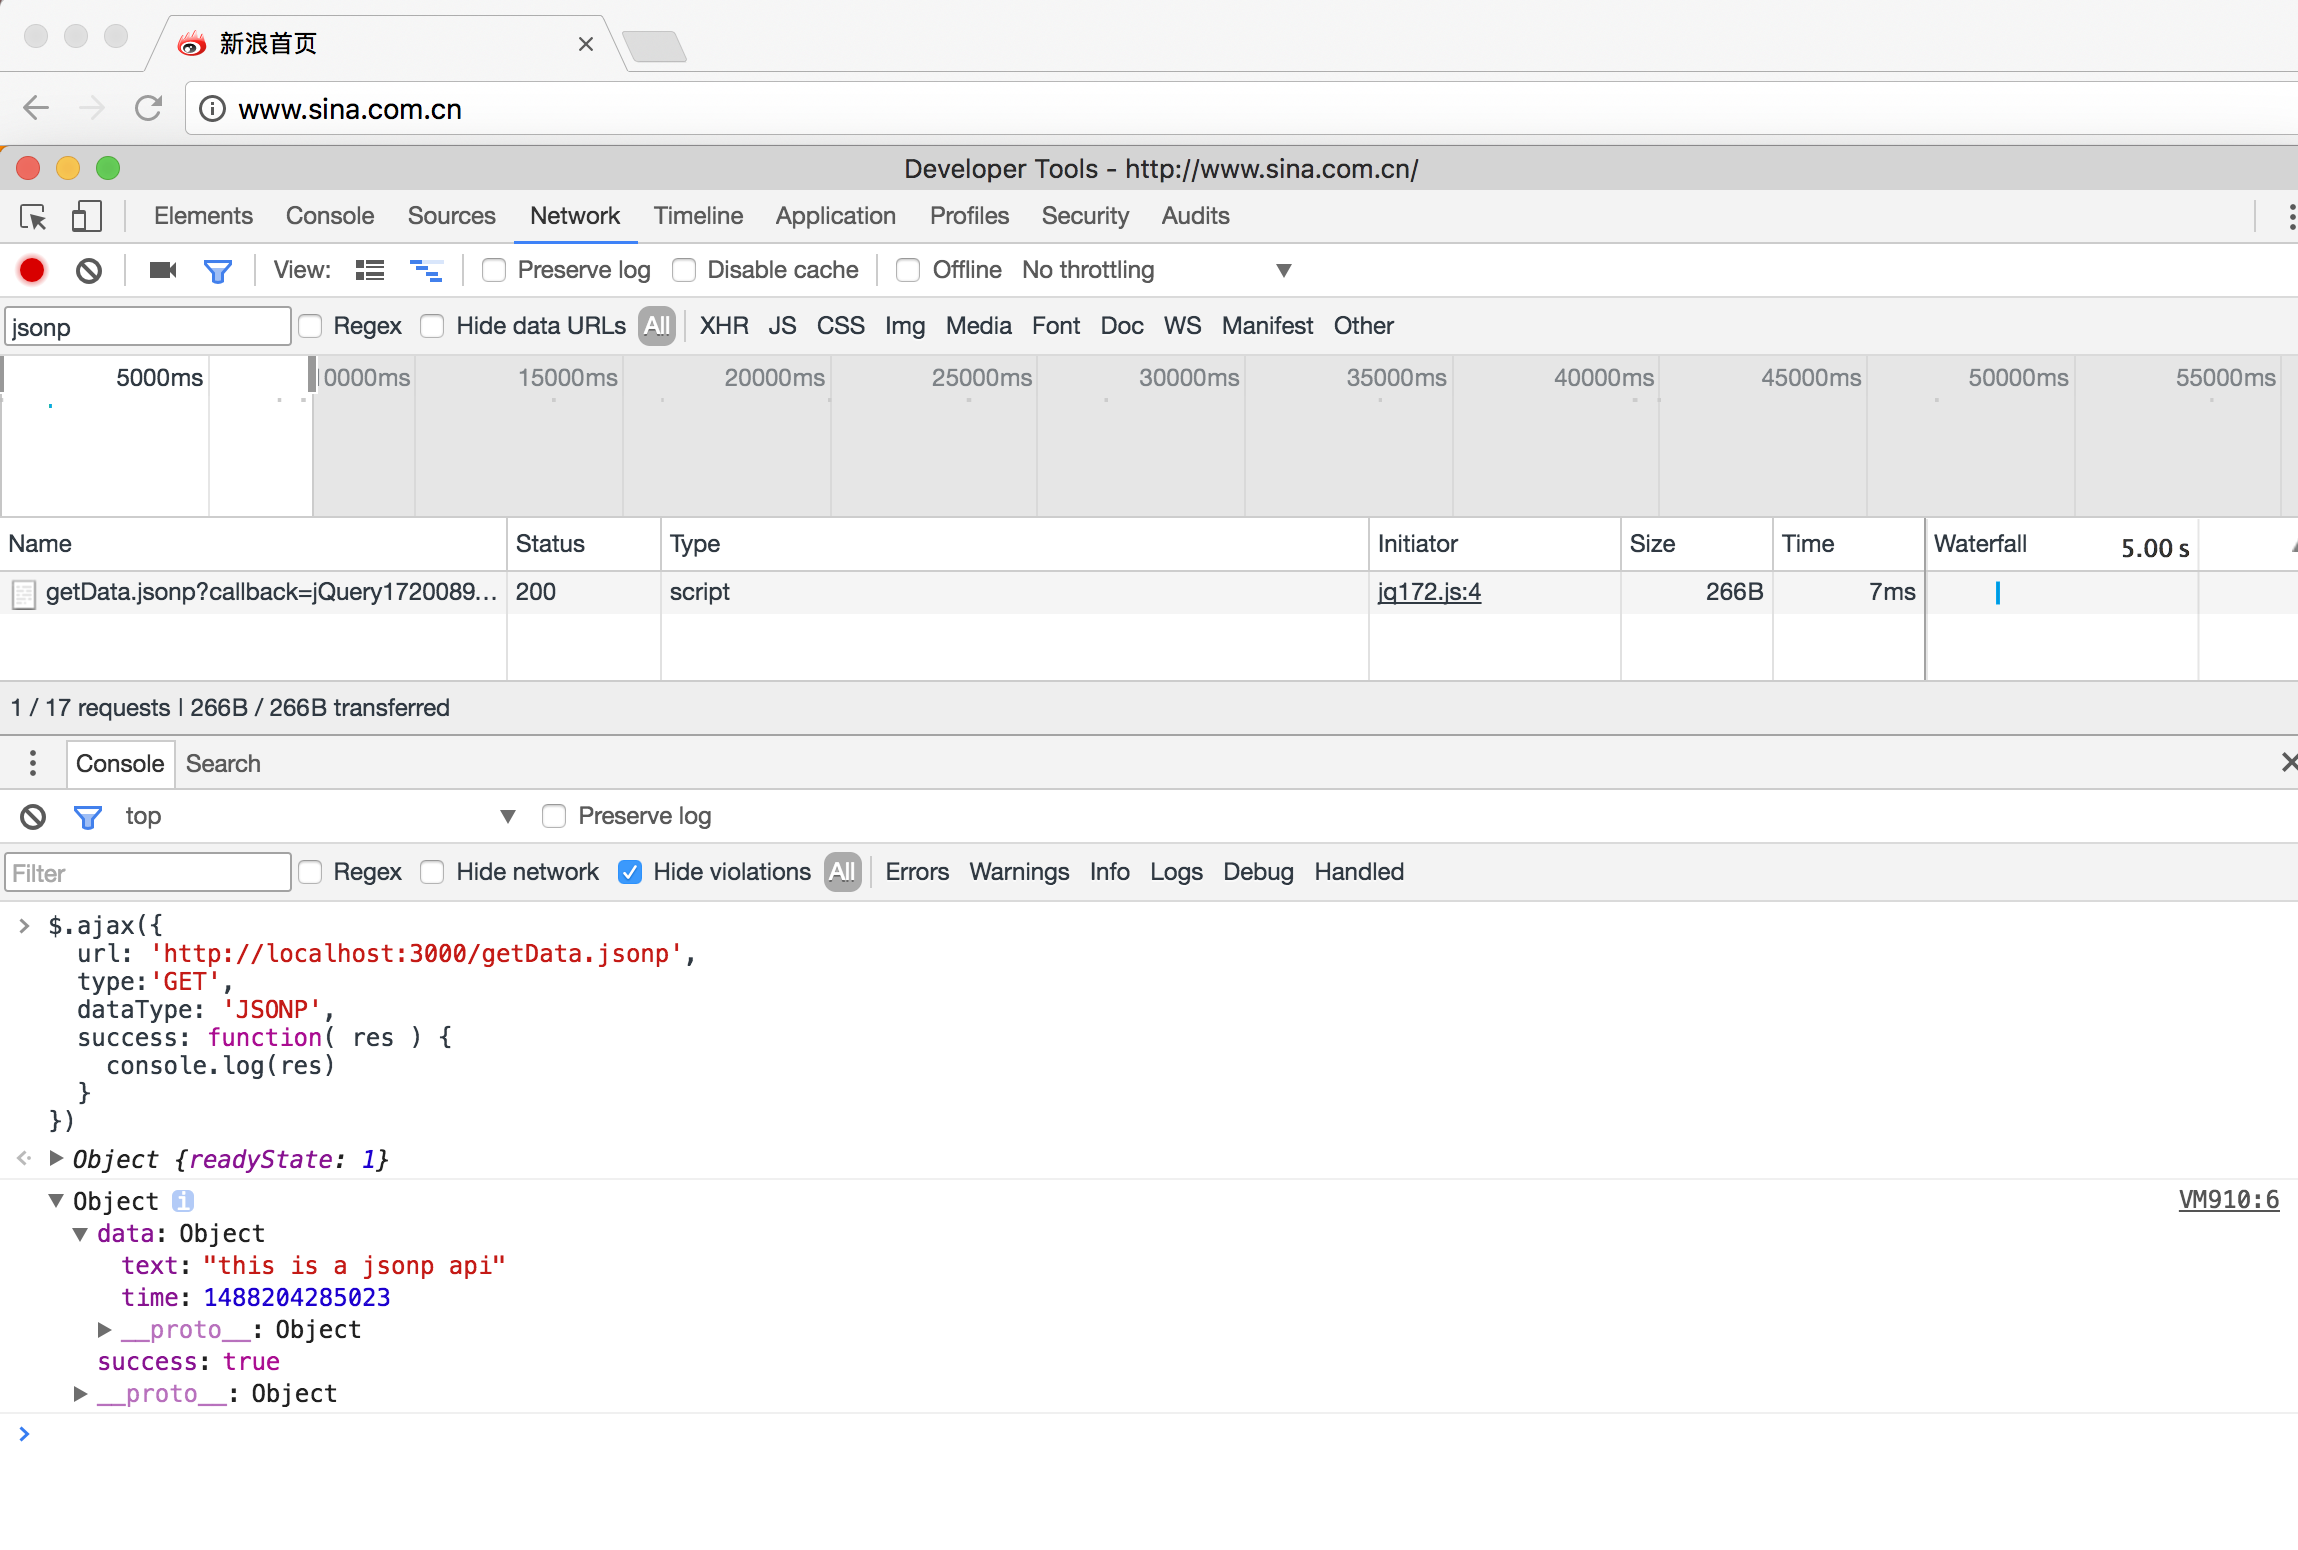 新浪首页
www.sina.com.cn
Developer Tools - http://www.sina.com.cn/
Elements Console Sources Network Timeline Application Profiles Security Audits
View: Preserve log Disable cache Offline No throttling
jsonp Regex Hide data URLs All XHR JS CSS Img Media Font Doc WS Manifest Other
5000ms 0000ms 15000ms 20000ms 25000ms 30000ms 35000ms 40000ms 45000ms 50000ms 55000ms
Name Status Type Initiator Size Time Waterfall 5.00 s
getData.jsonp?callback=jQuery1720089... 200 script jq172.js:4 266B 7ms
1 / 17 requests | 266B / 266B transferred
Console Search
top Preserve log
Filter Regex Hide network Hide violations All Errors Warnings Info Logs Debug Handled
$.ajax({
url: 'http://localhost:3000/getData.jsonp',
type:'GET',
dataType: 'JSONP',
success: function( res ) {
console.log(res)
}
})
Object {readyState: 1}
Object i VM910:6
data: Object
text: "this is a jsonp api"
time: 1488204285023
__proto__: Object
success: true
__proto__: Object